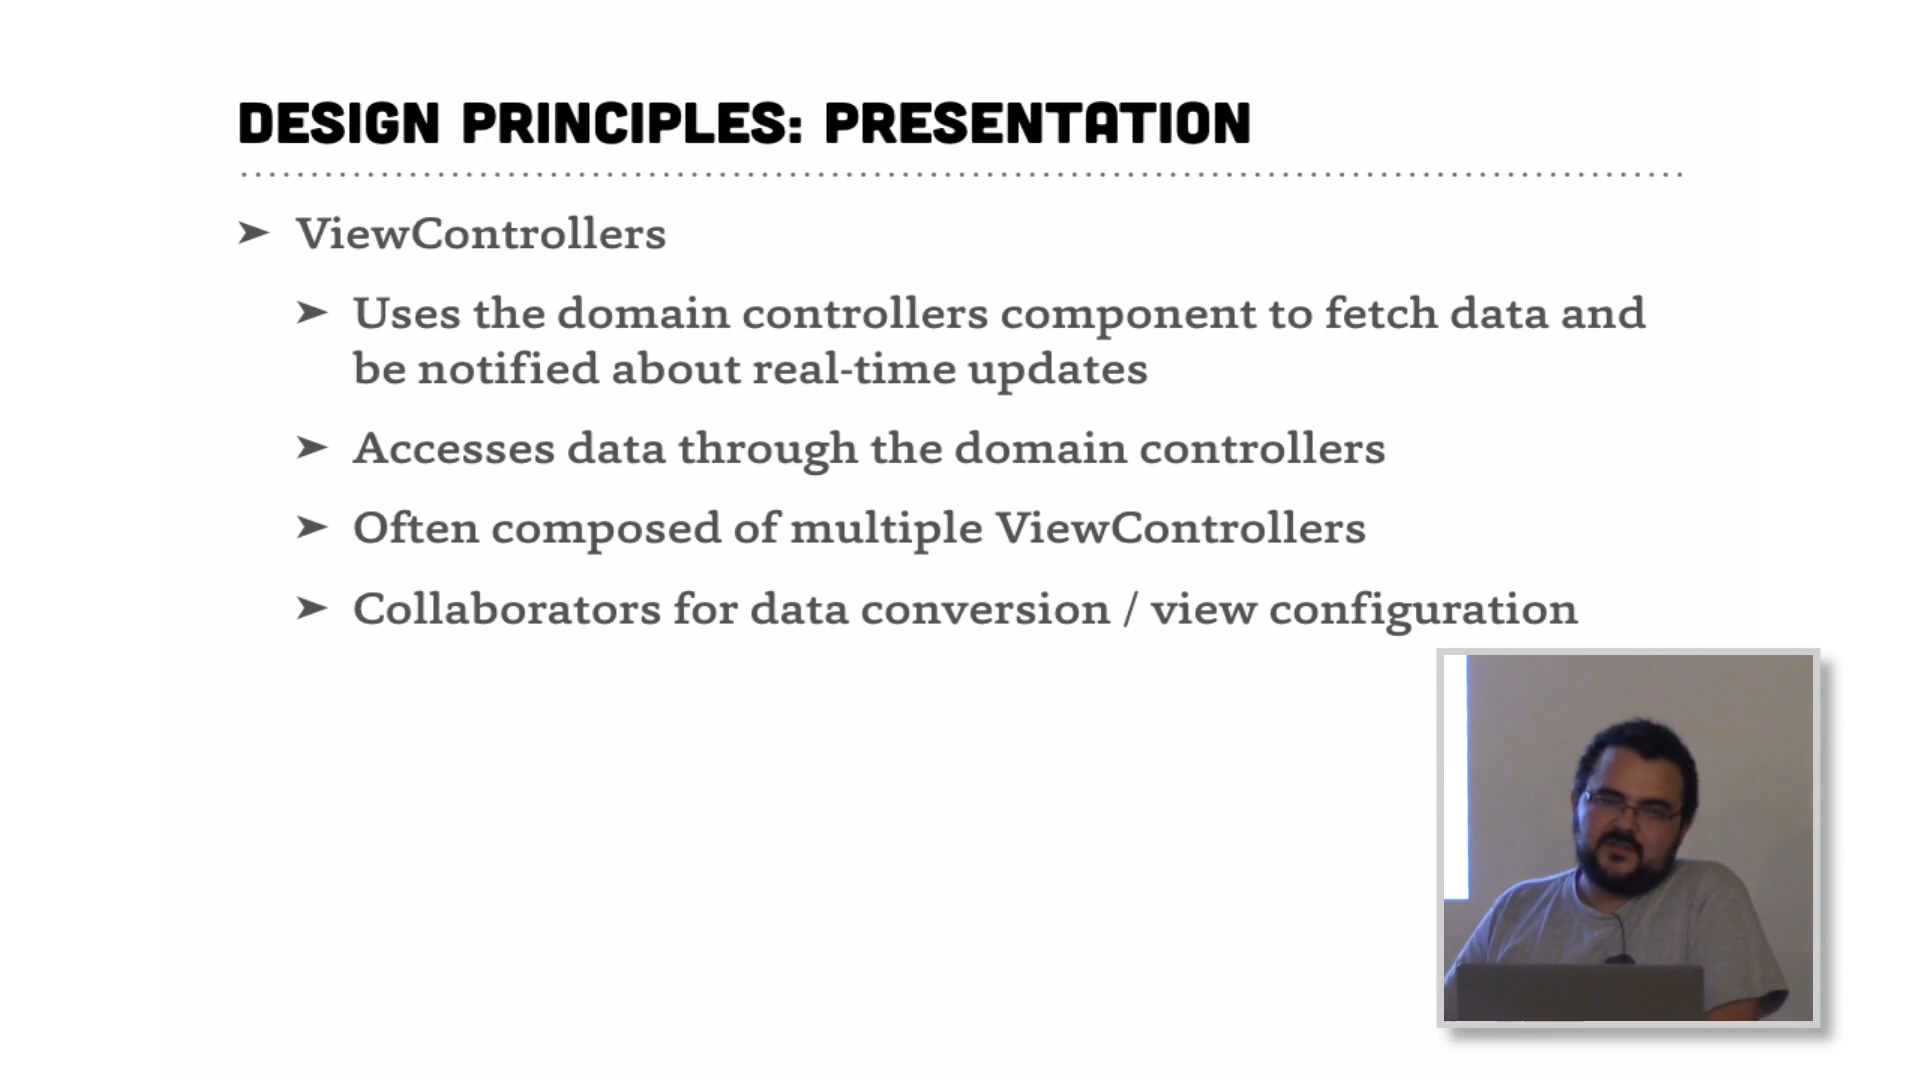 DESIGN PRINCIPLES: PRESENTATION
➤ ViewControllers
➤ Uses the domain controllers component to fetch data and
be notified about real-time updates
➤ Accesses data through the domain controllers
➤ Often composed of multiple ViewControllers
➤ Collaborators for data conversion / view configuration